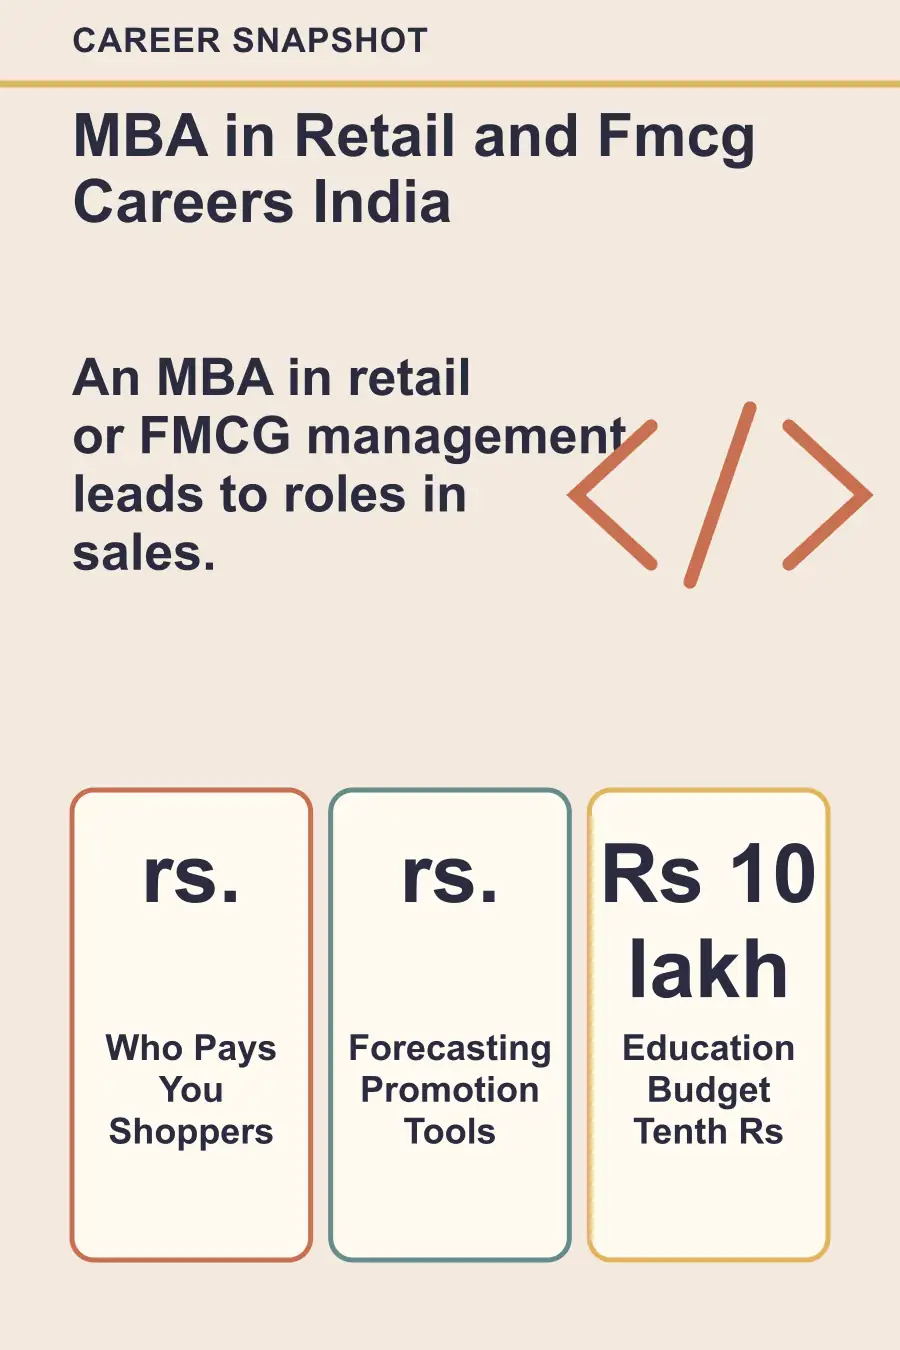 CAREER SNAPSHOT
MBA in Retail and Fmcg
Careers India
An MBA in retail
or FMCG management
leads to roles in
sales.
rs.
Who Pays
You
Shoppers
rs.
Forecasting
Promotion
Tools
Rs 10
lakh
Education
Budget
Tenth Rs